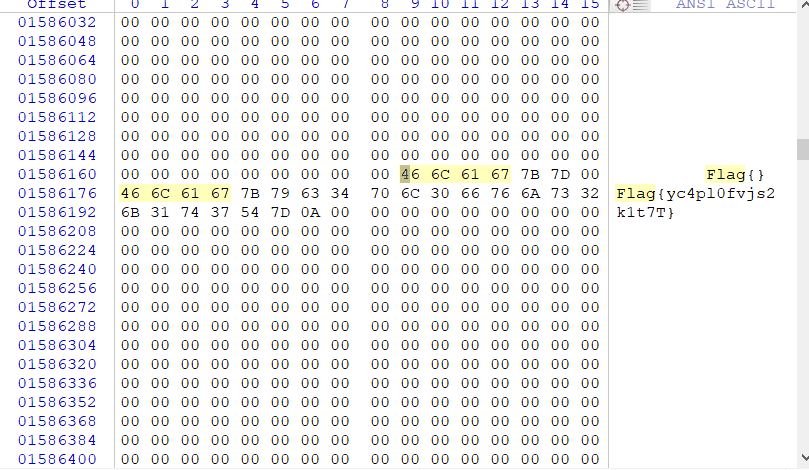 Offset 0 1 2 3 4 5 6 7 8 9 10 11 12 13 14 15 ANSI ASCII
01586032 00 00 00 00 00 00 00 00 00 00 00 00 00 00 00 00
01586048 00 00 00 00 00 00 00 00 00 00 00 00 00 00 00 00
01586064 00 00 00 00 00 00 00 00 00 00 00 00 00 00 00 00
01586080 00 00 00 00 00 00 00 00 00 00 00 00 00 00 00 00
01586096 00 00 00 00 00 00 00 00 00 00 00 00 00 00 00 00
01586112 00 00 00 00 00 00 00 00 00 00 00 00 00 00 00 00
01586128 00 00 00 00 00 00 00 00 00 00 00 00 00 00 00 00
01586144 00 00 00 00 00 00 00 00 00 00 00 00 00 00 00 00
01586160 00 00 00 00 00 00 00 00 00 46 6C 61 67 7B 7D 00 Flag{}
01586176 46 6C 61 67 7B 79 63 34 70 6C 30 66 76 6A 73 32 Flag{yc4pl0fvjs2
01586192 6B 31 74 37 54 7D 0A 00 00 00 00 00 00 00 00 00 k1t7T}
01586208 00 00 00 00 00 00 00 00 00 00 00 00 00 00 00 00
01586224 00 00 00 00 00 00 00 00 00 00 00 00 00 00 00 00
01586240 00 00 00 00 00 00 00 00 00 00 00 00 00 00 00 00
01586256 00 00 00 00 00 00 00 00 00 00 00 00 00 00 00 00
01586272 00 00 00 00 00 00 00 00 00 00 00 00 00 00 00 00
01586288 00 00 00 00 00 00 00 00 00 00 00 00 00 00 00 00
01586304 00 00 00 00 00 00 00 00 00 00 00 00 00 00 00 00
01586320 00 00 00 00 00 00 00 00 00 00 00 00 00 00 00 00
01586336 00 00 00 00 00 00 00 00 00 00 00 00 00 00 00 00
01586352 00 00 00 00 00 00 00 00 00 00 00 00 00 00 00 00
01586368 00 00 00 00 00 00 00 00 00 00 00 00 00 00 00 00
01586384 00 00 00 00 00 00 00 00 00 00 00 00 00 00 00 00
01586400 00 00 00 00 00 00 00 00 00 00 00 00 00 00 00 00